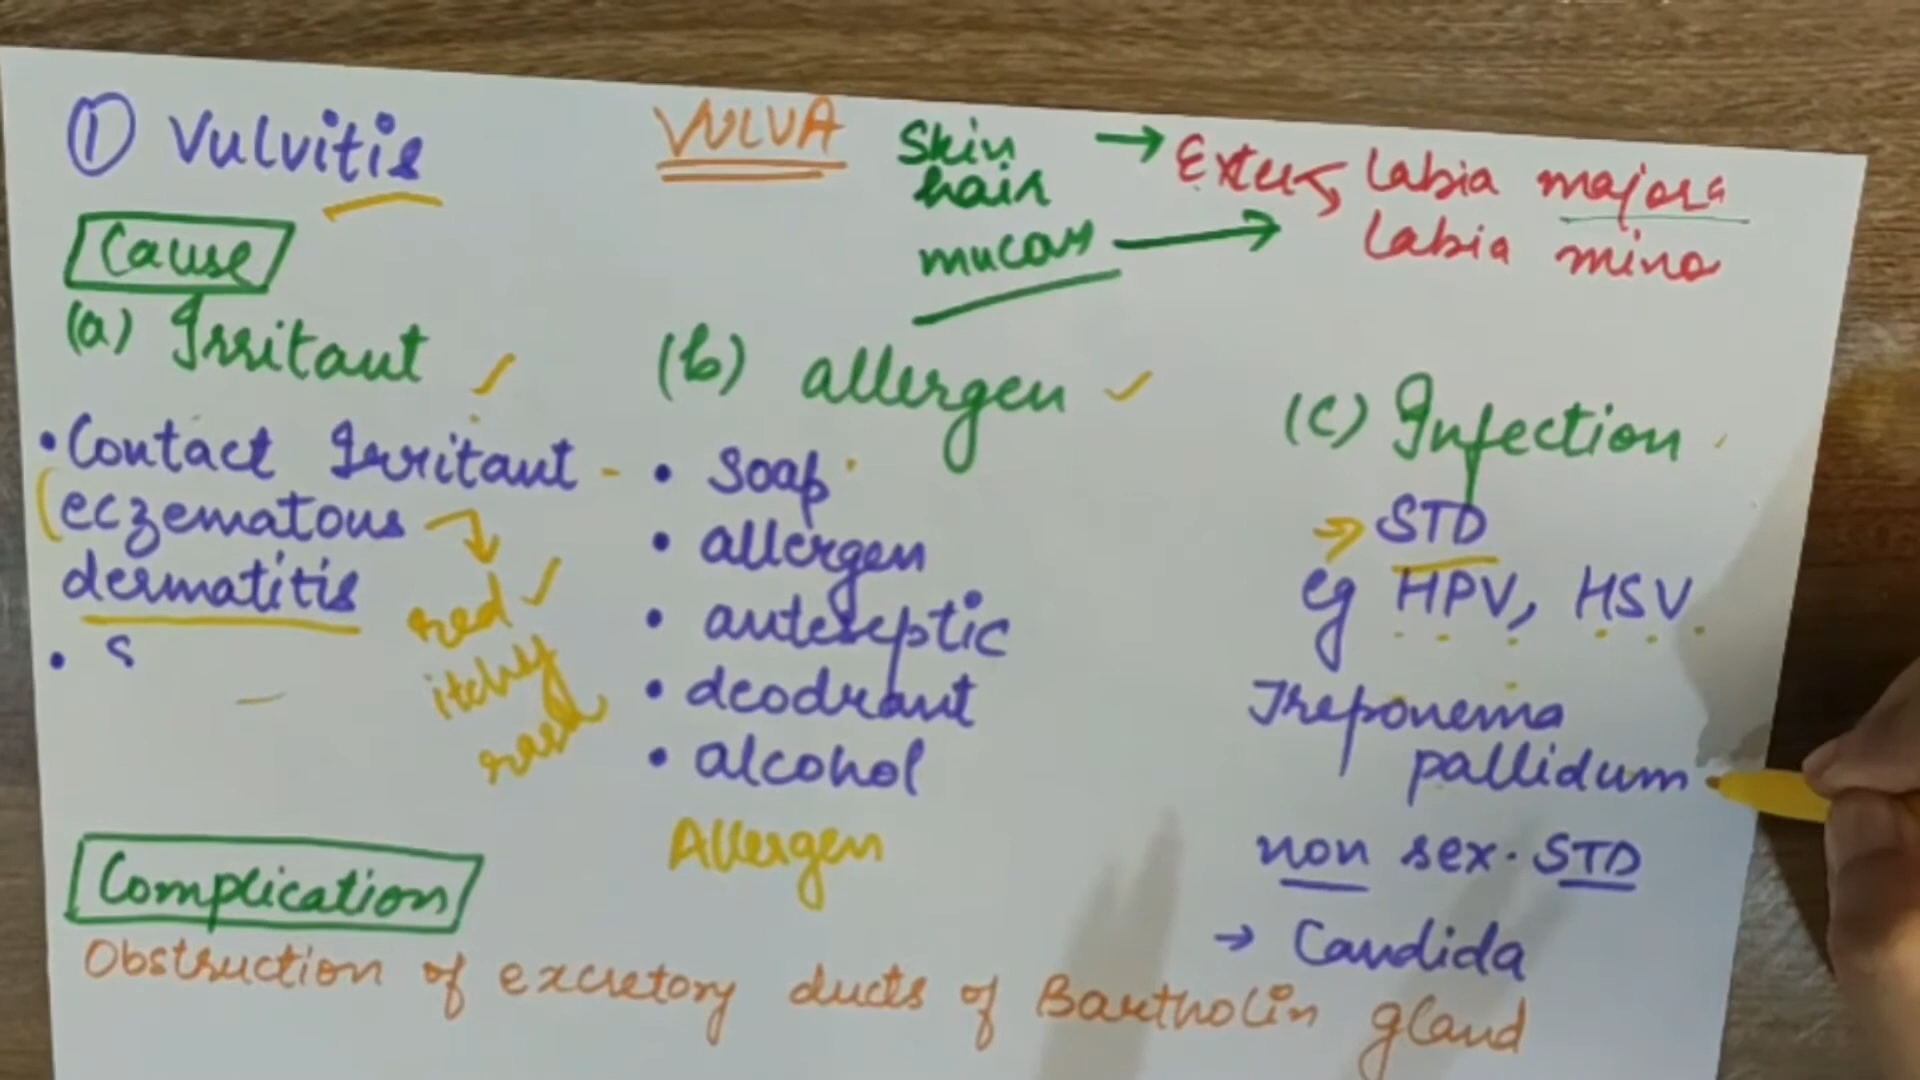 ① Vulvitis
VULVA
Skin
hair
mucous
→ Exter
Labia majora
Labia mino
Cause
(a) Irritant
• Contact Irritant
(eczematous
dermatitis
red
itchy
rash
• S
(b) allergen
• Soap
• allergen
• anteseptic
• deodrant
• alcohol
Allergen
(c) Infection
→ STD
eg HPV, HSV
Treponema
pallidum
non sex. STD
→ Candida
Complication
Obstruction of excretory ducts of Bartholin gland